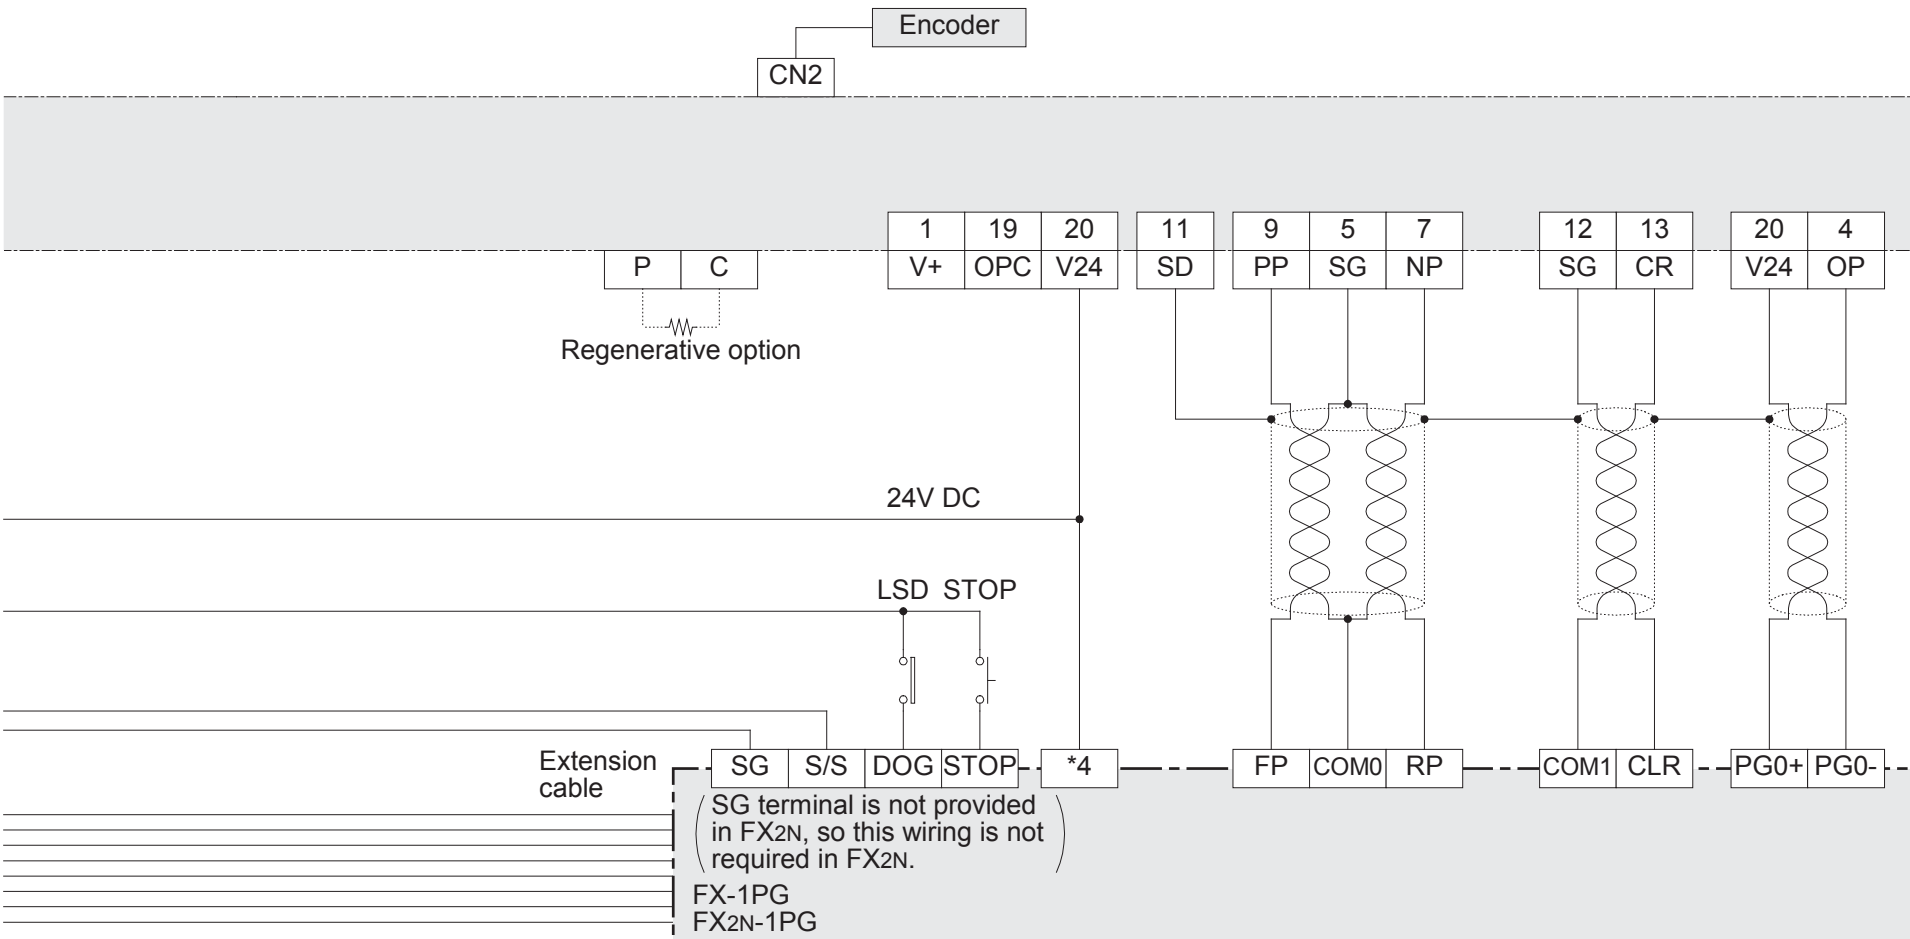 Encoder
CN2
1 19 20 11 9 5 7 12 13 20 4
P C V+ OPC V24 SD PP SG NP SG CR V24 OP
Regenerative option
24V DC
LSD STOP
Extension
cable
SG S/S DOG STOP *4 FP COM0 RP COM1 CLR PG0+ PG0-
(SG terminal is not provided
in FX2N, so this wiring is not
required in FX2N.)
FX-1PG
FX2N-1PG